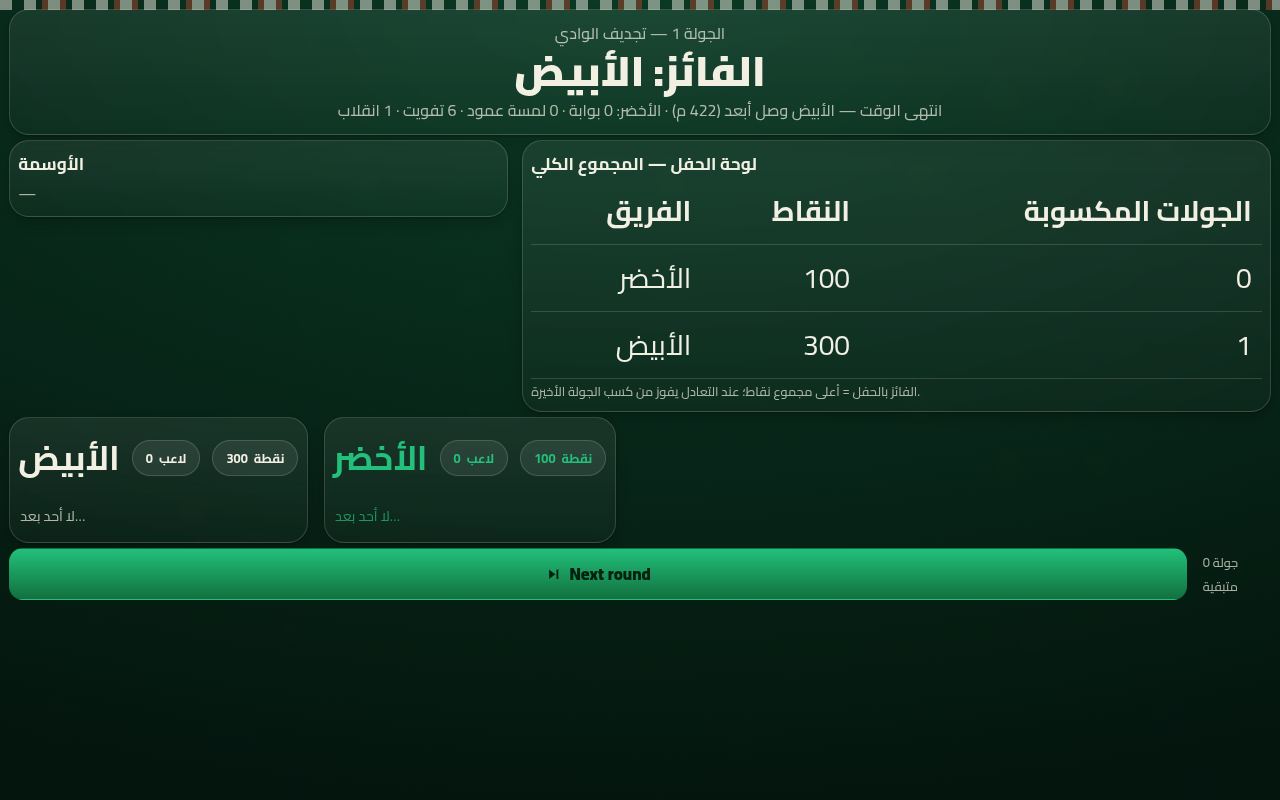 الجولة 1 — تجديف الوادي
الفائز: الأبيض
انتهى الوقت — الأبيض وصل أبعد (422 م) · الأخضر: 0 بوابة · 0 لمسة عمود · 6 تفويت · 1 انقلاب
لوحة الحفل — المجموع الكلي
الجولات المكسوبة النقاط الفريق
0 100 الأخضر
1 300 الأبيض
الفائز بالحفل = أعلى مجموع نقاط؛ عند التعادل يفوز من كسب الجولة الأخيرة.
الأوسمة
—
الأخضر
0 لاعب
100 نقطة
لا أحد بعد...
الأبيض
0 لاعب
300 نقطة
لا أحد بعد...
Next round
جولة 0
متبقية